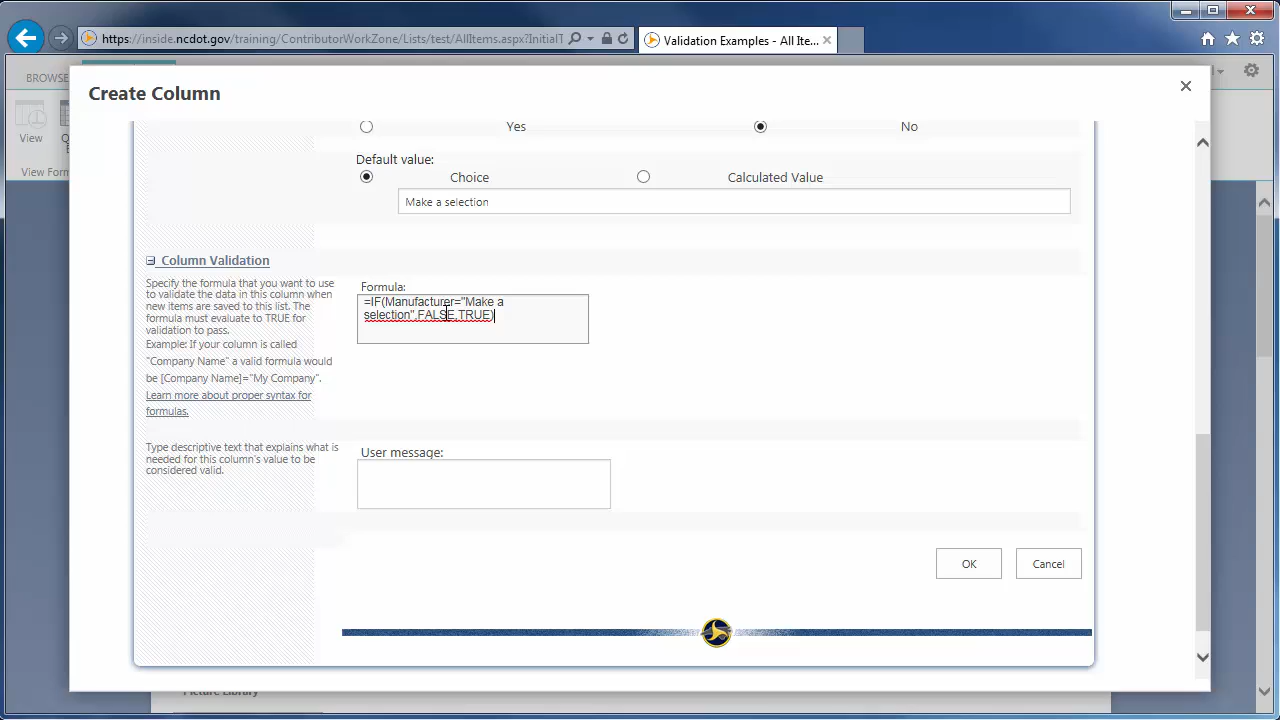 https://inside.ncdot.gov/training/ContributorWorkZone/Lists/test/AllItems.aspx?InitialT
Validation Examples - All Ite...
BROWSE
View
View Form
Create Column
Yes
No
Default value:
Choice
Calculated Value
Make a selection
Column Validation
Specify the formula that you want to use
to validate the data in this column when
new items are saved to this list. The
formula must evaluate to TRUE for
validation to pass.
Example: If your column is called
"Company Name" a valid formula would
be [Company Name]="My Company".
Learn more about proper syntax for
formulas.
Formula:
=IF(Manufacturer="Make a
selection",FALSE,TRUE)
Type descriptive text that explains what is
needed for this column's value to be
considered valid.
User message:
OK
Cancel
Picture Library